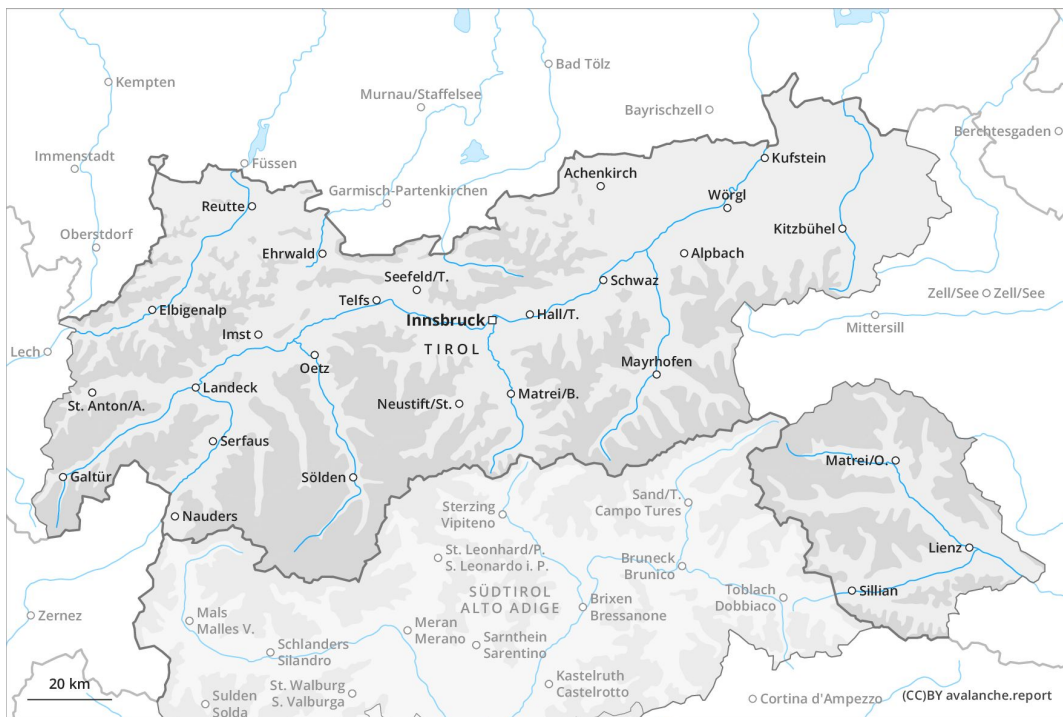 Kempten
Bad Tölz
Murnau/Staffelsee
Bayrischzell
Berchtesgaden
Immenstadt
Füssen
Kufstein
Achenkirch
Garmisch-Partenkirchen
Reutte
Wörgl
Kitzbühel
Oberstdorf
Ehrwald
Alpbach
Seefeld/T.
Schwaz
Telfs
Zell/See
Zell/See
Elbigenalp
Innsbruck
Hall/T.
Mittersill
Imst
TIROL
Lech
Oetz
Mayrhofen
Landeck
Matrei/B.
St. Anton/A.
Neustift/St.
Serfaus
Matrei/O.
Galtür
Sölden
Sand/T.
Campo Tures
Sterzing
Vipiteno
Nauders
Lienz
St. Leonhard/P.
S. Leonardo i. P.
Bruneck
Brunico
SÜDTIROL
ALTO ADIGE
Sillian
Toblach
Dobbiaco
Brixen
Bressanone
Zernez
Mals
Malles V.
Meran
Merano
Sarnthein
Sarentino
Schlanders
Silandro
Kastelruth
Castelrotto
20 km
St. Walburg
S. Valburga
Sulden
Solda
Cortina d'Ampezzo
(CC)BY avalanche.report